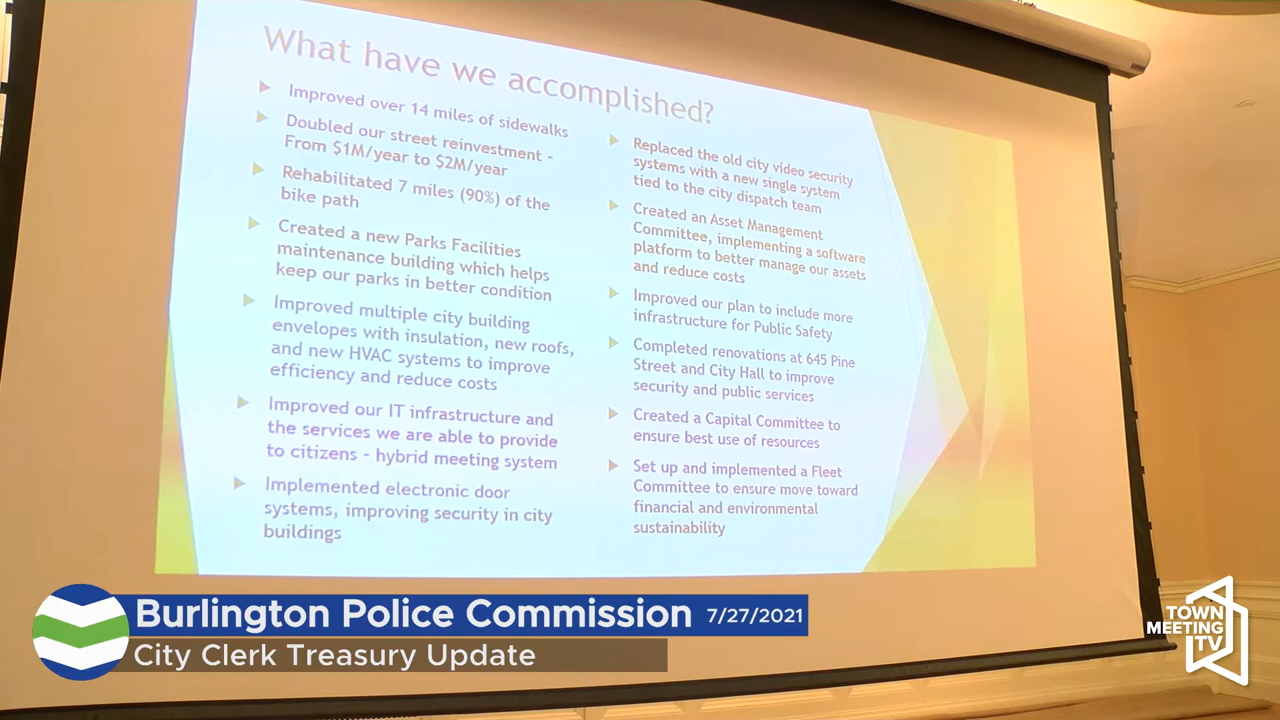 What have we accomplished?
Improved over 14 miles of sidewalks
Doubled our street reinvestment -
From $1M/year to $2M/year
Rehabilitated 7 miles (90%) of the
bike path
Created a new Parks Facilities
maintenance building which helps
keep our parks in better condition
Improved multiple city building
envelopes with insulation, new roofs,
and new HVAC systems to improve
efficiency and reduce costs
Improved our IT infrastructure and
the services we are able to provide
to citizens - hybrid meeting system
Implemented electronic door
systems, improving security in city
buildings
Replaced the old city video security
systems with a new single system
tied to the city dispatch team
Created an Asset Management
Committee, implementing a software
platform to better manage our assets
and reduce costs
Improved our plan to include more
infrastructure for Public Safety
Completed renovations at 645 Pine
Street and City Hall to improve
security and public services
Created a Capital Committee to
ensure best use of resources
Set up and implemented a Fleet
Committee to ensure move toward
financial and environmental
sustainability
Burlington Police Commission 7/27/2021
City Clerk Treasury Update
TOWN
MEETING
TV